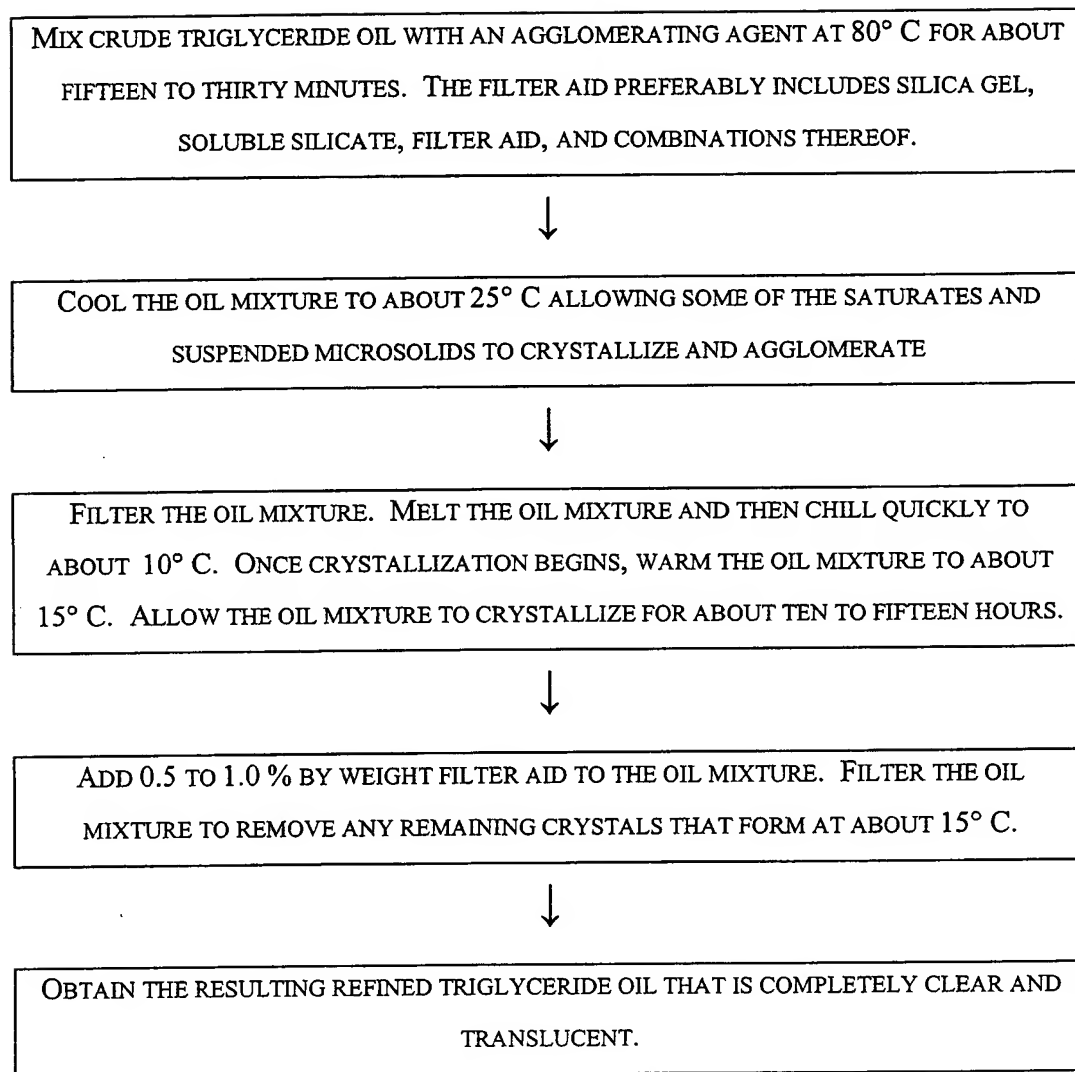 MIX CRUDE TRIGLYCERIDE OIL WITH AN AGGLOMERATING AGENT AT 80° C FOR ABOUT
FIFTEEN TO THIRTY MINUTES. THE FILTER AID PREFERABLY INCLUDES SILICA GEL,
SOLUBLE SILICATE, FILTER AID, AND COMBINATIONS THEREOF.
↓
COOL THE OIL MIXTURE TO ABOUT 25° C ALLOWING SOME OF THE SATURATES AND
SUSPENDED MICROSOLIDS TO CRYSTALLIZE AND AGGLOMERATE
↓
FILTER THE OIL MIXTURE. MELT THE OIL MIXTURE AND THEN CHILL QUICKLY TO
ABOUT 10° C. ONCE CRYSTALLIZATION BEGINS, WARM THE OIL MIXTURE TO ABOUT
15° C. ALLOW THE OIL MIXTURE TO CRYSTALLIZE FOR ABOUT TEN TO FIFTEEN HOURS.
↓
ADD 0.5 TO 1.0 % BY WEIGHT FILTER AID TO THE OIL MIXTURE. FILTER THE OIL
MIXTURE TO REMOVE ANY REMAINING CRYSTALS THAT FORM AT ABOUT 15° C.
↓
OBTAIN THE RESULTING REFINED TRIGLYCERIDE OIL THAT IS COMPLETELY CLEAR AND
TRANSLUCENT.